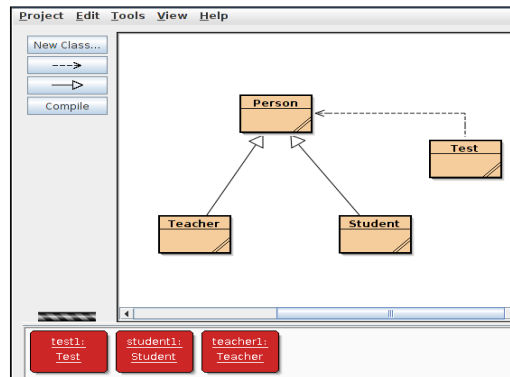 Project Edit Tools View Help
New Class...
Compile
Person
Test
Teacher
Student
test1:
Test
student1:
Student
teacher1:
Teacher